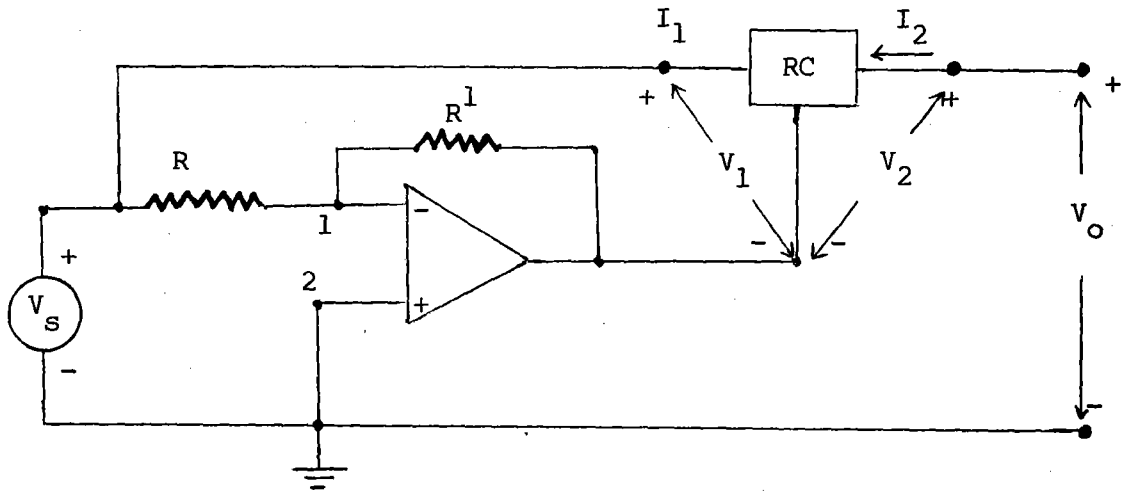 I1 I2
RC
+ + +
R1
R V1 V2
1 - Vo
+ - -
2
Vs +
-
-